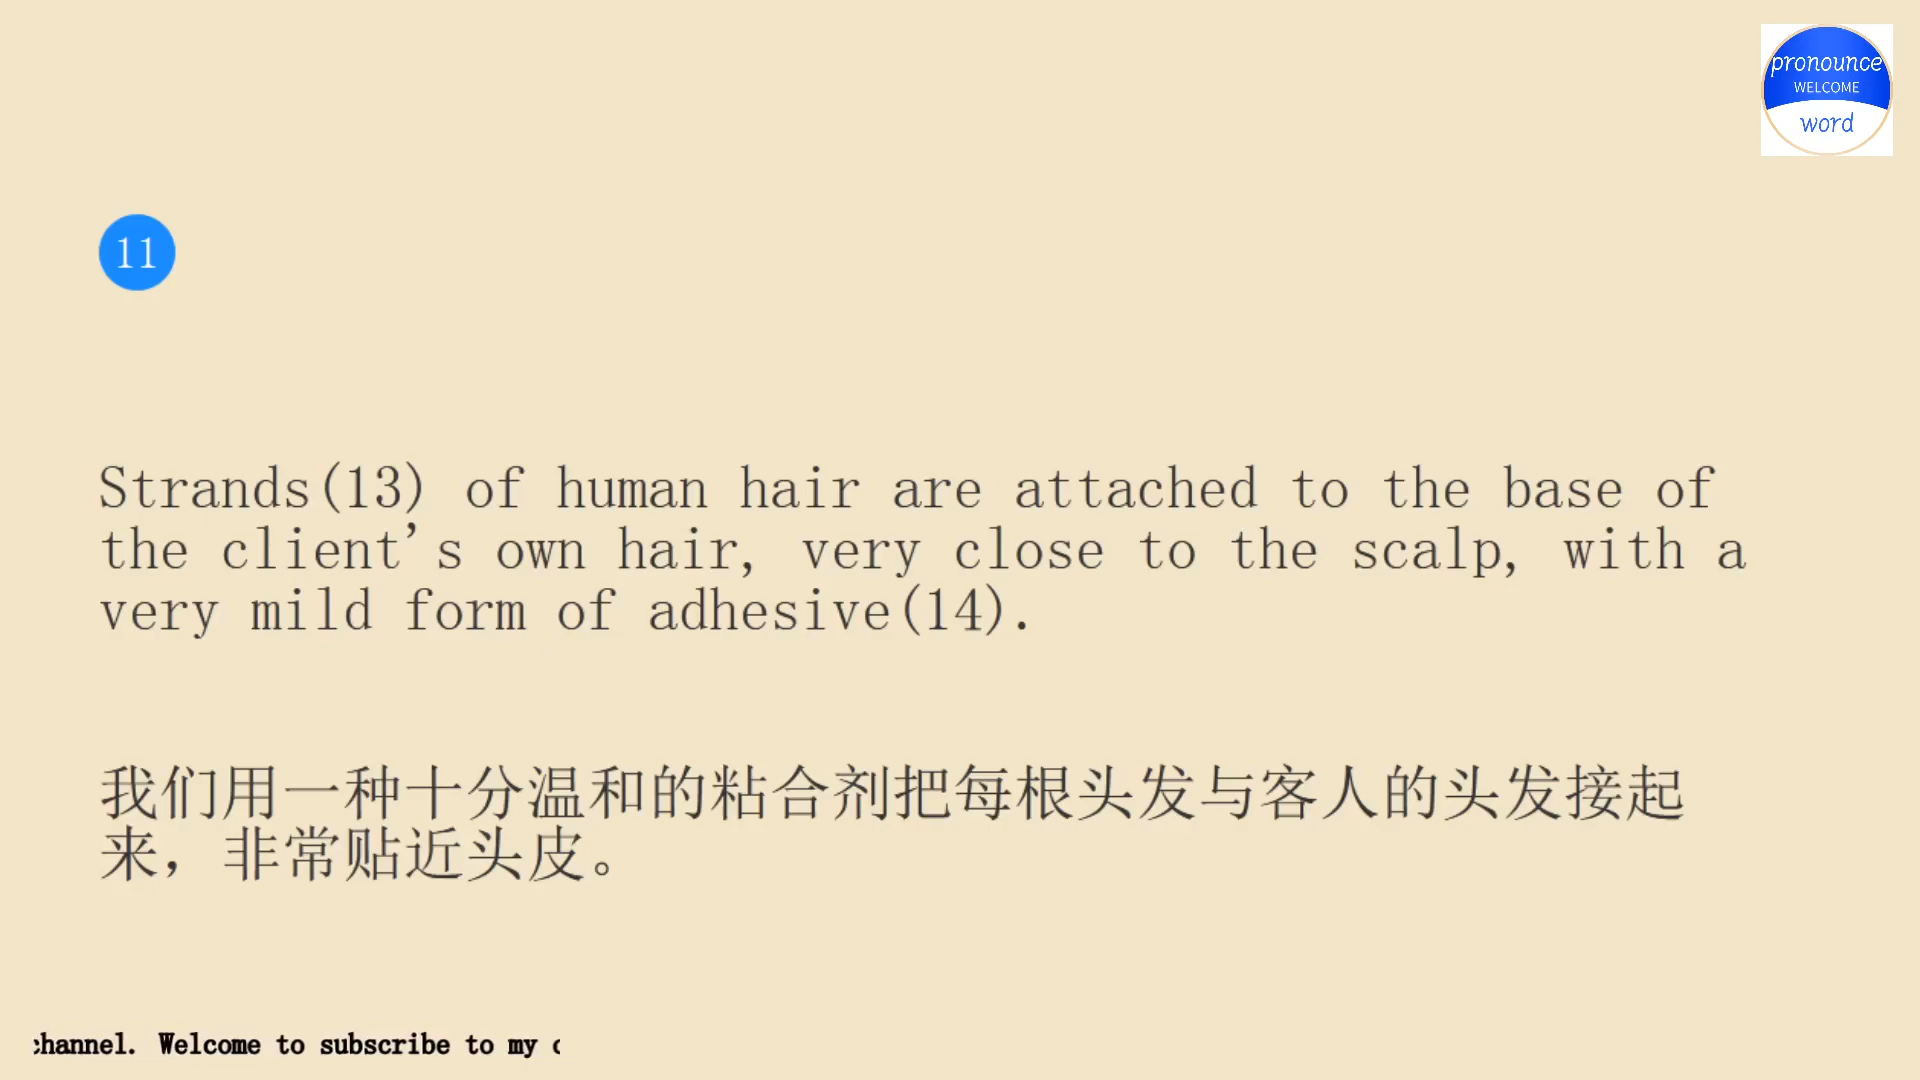 pronounce
WELCOME
word
11
Strands(13) of human hair are attached to the base of
the client's own hair, very close to the scalp, with a
very mild form of adhesive(14).
我们用一种十分温和的粘合剂把每根头发与客人的头发接起
来，非常贴近头皮。
channel. Welcome to subscribe to my